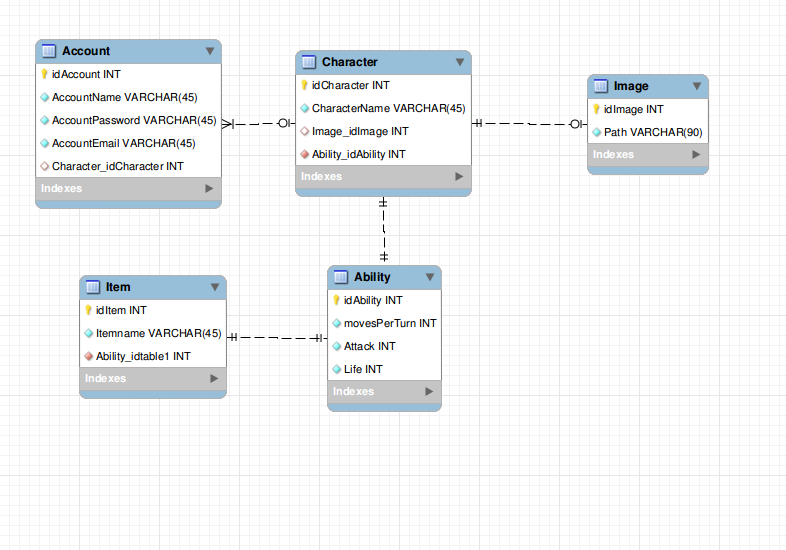 Account
idAccount INT
AccountName VARCHAR(45)
AccountPassword VARCHAR(45)
AccountEmail VARCHAR(45)
Character_idCharacter INT
Indexes
Character
idCharacter INT
CharacterName VARCHAR(45)
Image_idImage INT
Ability_idAbility INT
Indexes
Image
idImage INT
Path VARCHAR(90)
Indexes
Item
idItem INT
Itemname VARCHAR(45)
Ability_idtable1 INT
Indexes
Ability
idAbility INT
movesPerTurn INT
Attack INT
Life INT
Indexes